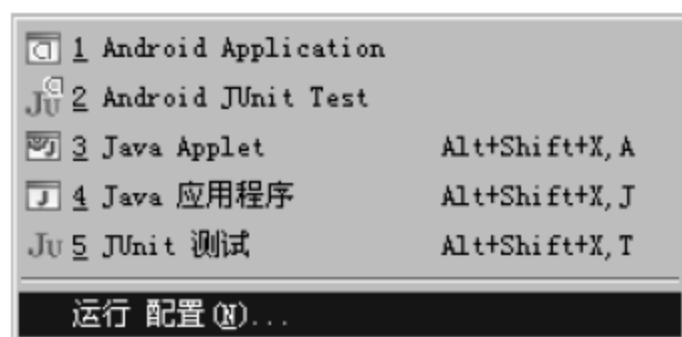 1 Android Application
2 Android JUnit Test
3 Java Applet Alt+Shift+X, A
4 Java 应用程序 Alt+Shift+X, J
5 JUnit 测试 Alt+Shift+X, T
运行 配置(N)...